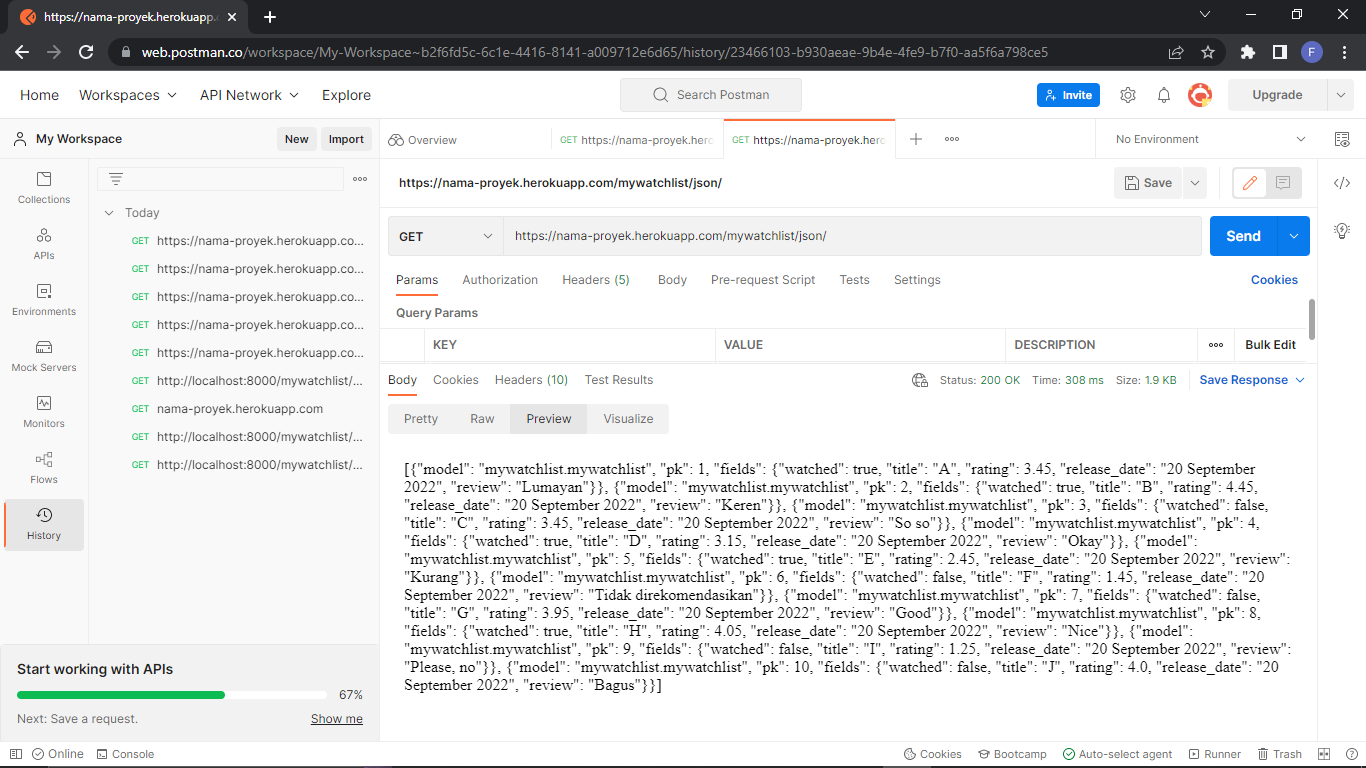 https://nama-proyek.herokuapp.
web.postman.co/workspace/My-Workspace~b2f6fd5c-6c1e-4416-8141-a009712e6d65/history/23466103-b930aeae-9b4e-4fe9-b7f0-aa5f6a798ce5
F
Home Workspaces API Network Explore
Search Postman
Invite
Upgrade
My Workspace
New Import
Overview
GET https://nama-proyek.herc
GET https://nama-proyek.hero
No Environment
Collections
APIs
Environments
Mock Servers
Monitors
Flows
History
Today
GET https://nama-proyek.herokuapp.co...
GET https://nama-proyek.herokuapp.co...
GET https://nama-proyek.herokuapp.co...
GET https://nama-proyek.herokuapp.co...
GET https://nama-proyek.herokuapp.co...
GET http://localhost:8000/mywatchlist/...
GET nama-proyek.herokuapp.com
GET http://localhost:8000/mywatchlist/...
GET http://localhost:8000/mywatchlist/...
Start working with APIs
67%
Next: Save a request. Show me
https://nama-proyek.herokuapp.com/mywatchlist/json/
Save
GET https://nama-proyek.herokuapp.com/mywatchlist/json/
Send
Params Authorization Headers (5) Body Pre-request Script Tests Settings Cookies
Query Params
KEY VALUE DESCRIPTION Bulk Edit
Body Cookies Headers (10) Test Results Status: 200 OK Time: 308 ms Size: 1.9 KB Save Response
Pretty Raw Preview Visualize
[{"model": "mywatchlist.mywatchlist", "pk": 1, "fields": {"watched": true, "title": "A", "rating": 3.45, "release_date": "20 September
2022", "review": "Lumayan"}}, {"model": "mywatchlist.mywatchlist", "pk": 2, "fields": {"watched": true, "title": "B", "rating": 4.45,
"release_date": "20 September 2022", "review": "Keren"}}, {"model": "mywatchlist.mywatchlist", "pk": 3, "fields": {"watched": false,
"title": "C", "rating": 3.45, "release_date": "20 September 2022", "review": "So so"}}, {"model": "mywatchlist.mywatchlist", "pk": 4,
"fields": {"watched": true, "title": "D", "rating": 3.15, "release_date": "20 September 2022", "review": "Okay"}}, {"model":
"mywatchlist.mywatchlist", "pk": 5, "fields": {"watched": true, "title": "E", "rating": 2.45, "release_date": "20 September 2022", "review":
"Kurang"}}, {"model": "mywatchlist.mywatchlist", "pk": 6, "fields": {"watched": false, "title": "F", "rating": 1.45, "release_date": "20
September 2022", "review": "Tidak direkomendasikan"}}, {"model": "mywatchlist.mywatchlist", "pk": 7, "fields": {"watched": false,
"title": "G", "rating": 3.95, "release_date": "20 September 2022", "review": "Good"}}, {"model": "mywatchlist.mywatchlist", "pk": 8,
"fields": {"watched": true, "title": "H", "rating": 4.05, "release_date": "20 September 2022", "review": "Nice"}}, {"model":
"mywatchlist.mywatchlist", "pk": 9, "fields": {"watched": false, "title": "I", "rating": 1.25, "release_date": "20 September 2022", "review":
"Please, no"}}, {"model": "mywatchlist.mywatchlist", "pk": 10, "fields": {"watched": false, "title": "J", "rating": 4.0, "release_date": "20
September 2022", "review": "Bagus"}}]
Online Console
Cookies Bootcamp Auto-select agent Runner Trash